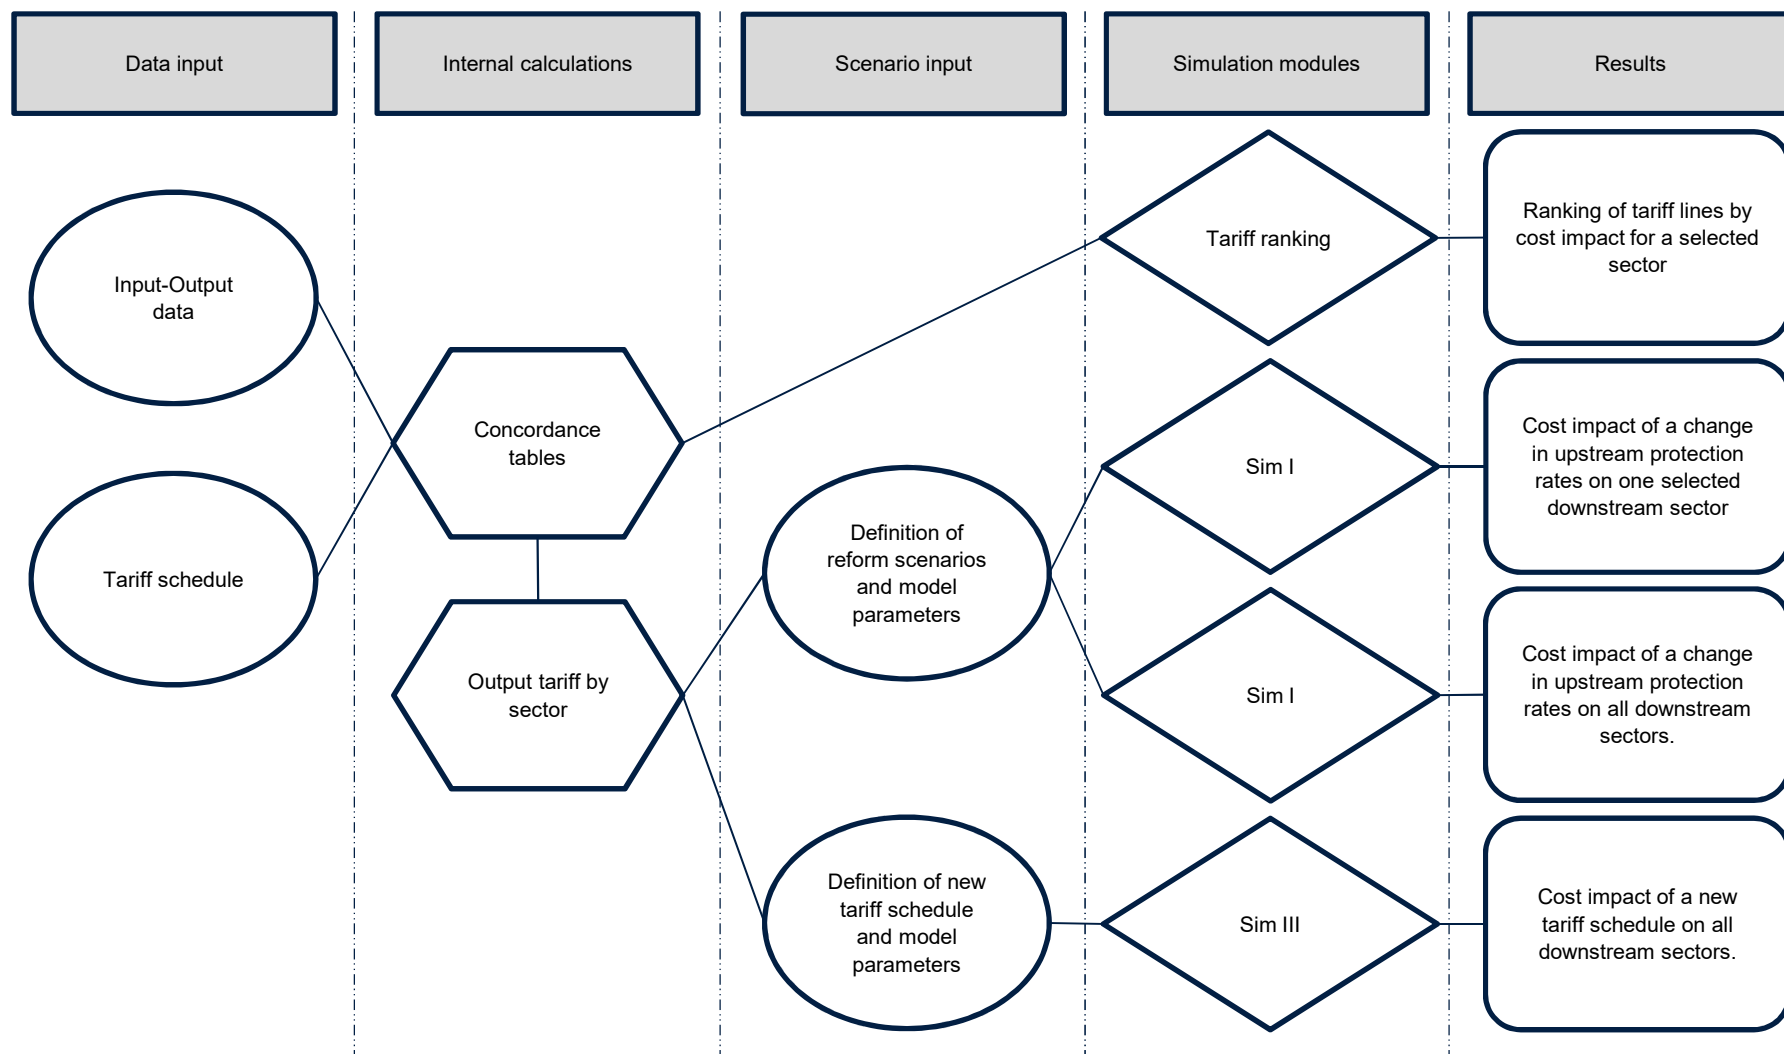 Data input
Internal calculations
Scenario input
Simulation modules
Results
Input-Output
data
Tariff schedule
Concordance
tables
Output tariff by
sector
Definition of
reform scenarios
and model
parameters
Definition of new
tariff schedule
and model
parameters
Tariff ranking
Sim I
Sim I
Sim III
Ranking of tariff lines by
cost impact for a selected
sector
Cost impact of a change
in upstream protection
rates on one selected
downstream sector
Cost impact of a change
in upstream protection
rates on all downstream
sectors.
Cost impact of a new
tariff schedule on all
downstream sectors.